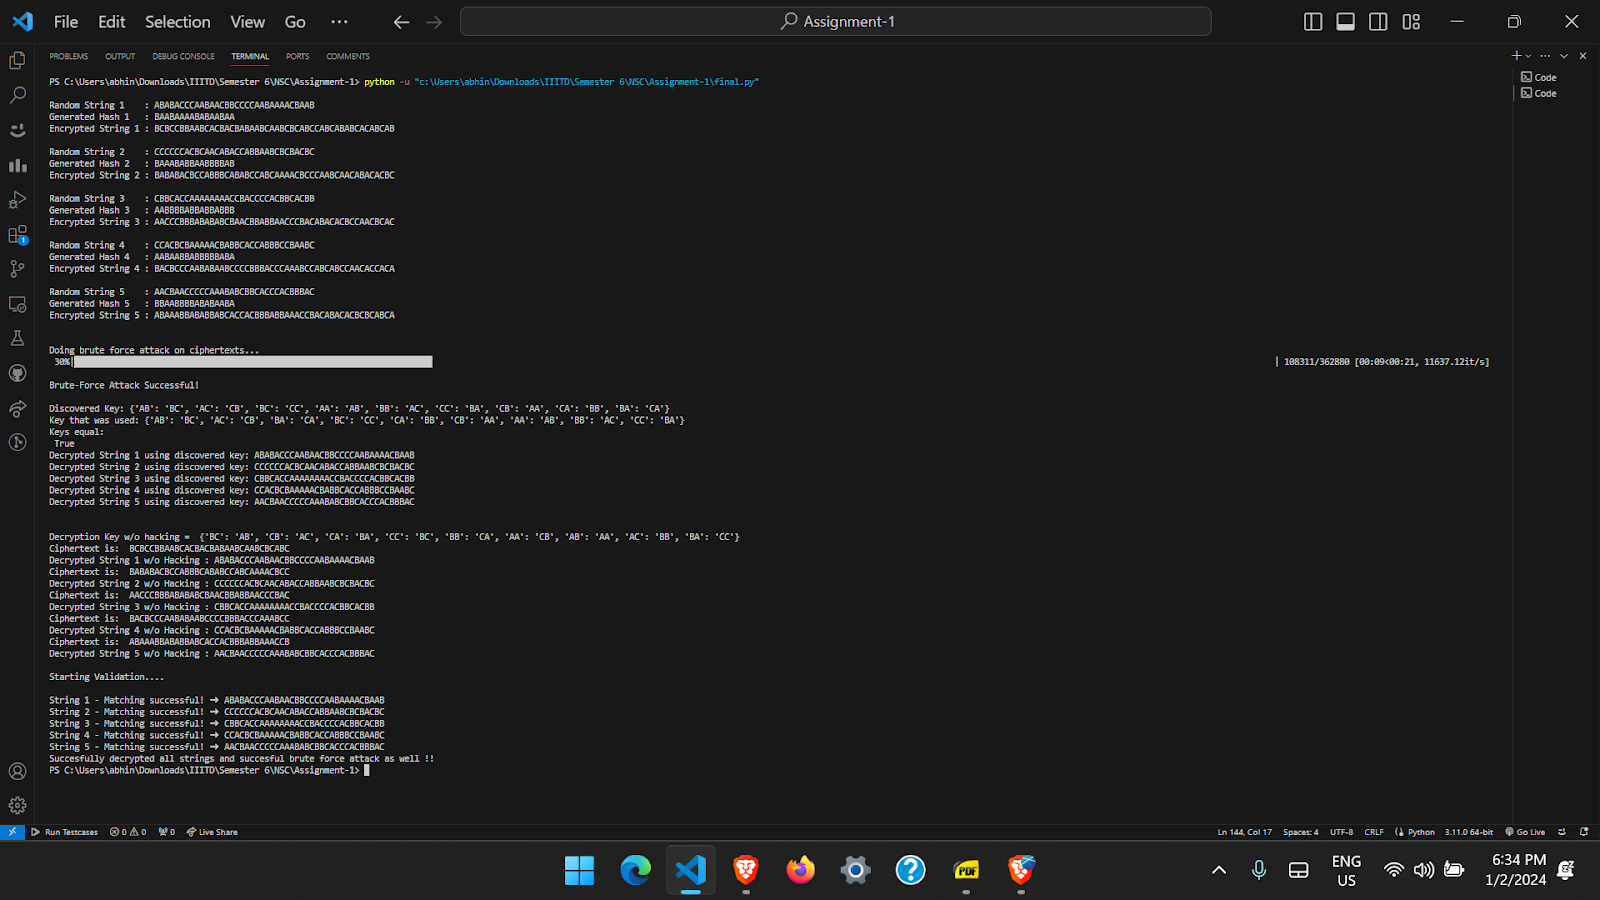 File Edit Selection View Go ··· Assignment-1
PROBLEMS OUTPUT DEBUG CONSOLE TERMINAL PORTS COMMENTS
PS C:\Users\abhin\Downloads\IIITD\Semester 6\NSC\Assignment-1> python -u "c:\Users\abhin\Downloads\IIITD\Semester 6\NSC\Assignment-1\final.py"
Code
Code
Random String 1 : ABABACCCAABAACBBCCCCAABAAAACBAAB
Generated Hash 1 : BAABAAAABABAABAA
Encrypted String 1 : BCBCCBBAABCACBACBABAABCAABCBCABCCABCABABCACABCAB
Random String 2 : CCCCCCACBCAACABACCABBAABCBCBACBC
Generated Hash 2 : BAAABABBAABBBBAB
Encrypted String 2 : BABABACBCCABBBCABABCCABCAAAACBCCCAABCAACABACACBC
Random String 3 : CBBCACCAAAAAAAACCBACCCCACBBCACBB
Generated Hash 3 : AABBBBABBABBABBB
Encrypted String 3 : AACCCBBBABABABCBAACBBABBAACCCBACABACACBCCAACBCAC
Random String 4 : CCACBCBAAAAACBABBCACCABBBCCBAABC
Generated Hash 4 : AABAABBABBBBBABA
Encrypted String 4 : BACBCCCAABABAABCCCCBBBACCCAAABCCABCABCCAACACCACA
Random String 5 : AACBAACCCCCAAABABCBBCACCCACBBBAC
Generated Hash 5 : BBAABBBBABABAABA
Encrypted String 5 : ABAAABBABABBABCACCACBBBABBAAACCBACABACACBCBCABCA
Doing brute force attack on ciphertexts...
30%| | 108311/362880 [00:09<00:21, 11637.12it/s]
Brute-Force Attack Successful!
Discovered Key: {'AB': 'BC', 'AC': 'CB', 'BC': 'CC', 'AA': 'AB', 'BB': 'AC', 'CC': 'BA', 'CB': 'AA', 'CA': 'BB', 'BA': 'CA'}
Key that was used: {'AB': 'BC', 'AC': 'CB', 'BA': 'CA', 'BC': 'CC', 'CA': 'BB', 'CB': 'AA', 'AA': 'AB', 'BB': 'AC', 'CC': 'BA'}
Keys equal:
True
Decrypted String 1 using discovered key: ABABACCCAABAACBBCCCCAABAAAACBAAB
Decrypted String 2 using discovered key: CCCCCCACBCAACABACCABBAABCBCBACBC
Decrypted String 3 using discovered key: CBBCACCAAAAAAAACCBACCCCACBBCACBB
Decrypted String 4 using discovered key: CCACBCBAAAAACBABBCACCABBBCCBAABC
Decrypted String 5 using discovered key: AACBAACCCCCAAABABCBBCACCCACBBBAC
Decryption Key w/o hacking = {'BC': 'AB', 'CB': 'AC', 'CA': 'BA', 'CC': 'BC', 'BB': 'CA', 'AA': 'CB', 'AB': 'AA', 'AC': 'BB', 'BA': 'CC'}
Ciphertext is: BCBCCBBAABCACBACBABAABCAABCBCABC
Decrypted String 1 w/o Hacking : ABABACCCAABAACBBCCCCAABAAAACBAAB
Ciphertext is: BABABACBCCABBBCABABCCABCAAAACBCC
Decrypted String 2 w/o Hacking : CCCCCCACBCAACABACCABBAABCBCBACBC
Ciphertext is: AACCCBBBABABABCBAACBBABBAACCCBAC
Decrypted String 3 w/o Hacking : CBBCACCAAAAAAAACCBACCCCACBBCACBB
Ciphertext is: BACBCCCAABABAABCCCCBBBACCCAAABCC
Decrypted String 4 w/o Hacking : CCACBCBAAAAACBABBCACCABBBCCBAABC
Ciphertext is: ABAAABBABABBABCACCACBBBABBAAACCB
Decrypted String 5 w/o Hacking : AACBAACCCCCAAABABCBBCACCCACBBBAC
Starting Validation....
String 1 - Matching successful! → ABABACCCAABAACBBCCCCAABAAAACBAAB
String 2 - Matching successful! → CCCCCCACBCAACABACCABBAABCBCBACBC
String 3 - Matching successful! → CBBCACCAAAAAAAACCBACCCCACBBCACBB
String 4 - Matching successful! → CCACBCBAAAAACBABBCACCABBBCCBAABC
String 5 - Matching successful! → AACBAACCCCCAAABABCBBCACCCACBBBAC
Succesfully decrypted all strings and succesful brute force attack as well !!
PS C:\Users\abhin\Downloads\IIITD\Semester 6\NSC\Assignment-1>
Run Testcases 0 0 0 Live Share Ln 144, Col 17 Spaces: 4 UTF-8 CRLF Python 3.11.0 64-bit Go Live
PDF ENG US 6:34 PM 1/2/2024